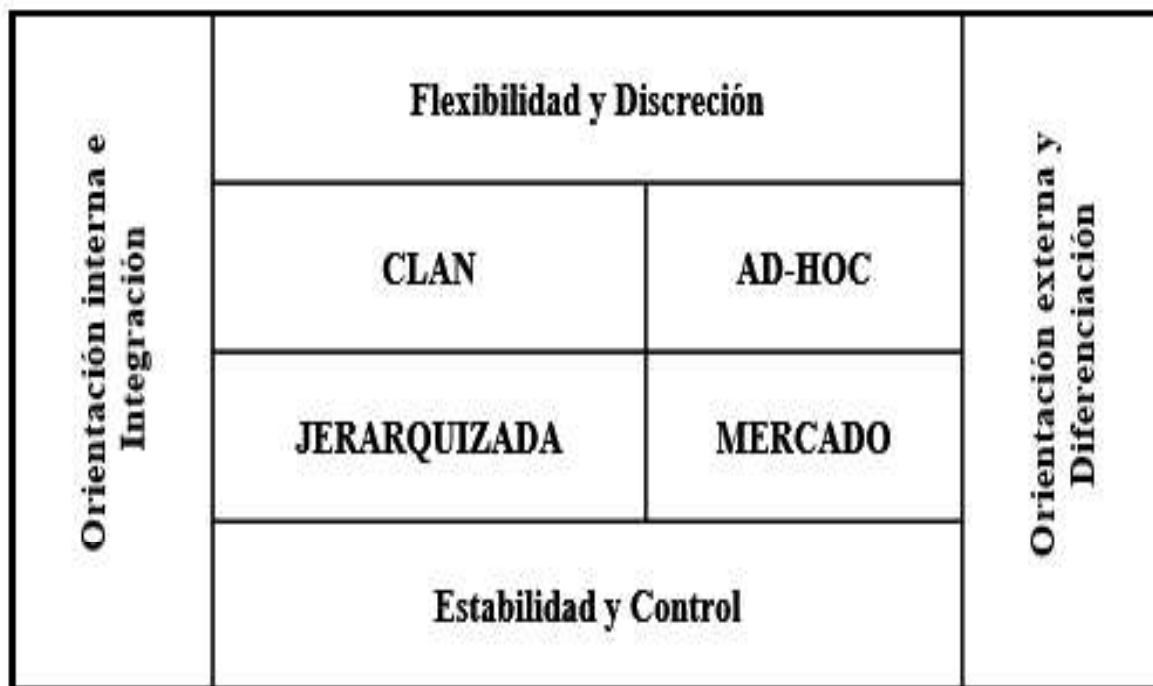 Orientación interna e
Integración
Flexibilidad y Discreción
CLAN
AD-HOC
JERARQUIZADA
MERCADO
Estabilidad y Control
Orientación externa y
Diferenciación